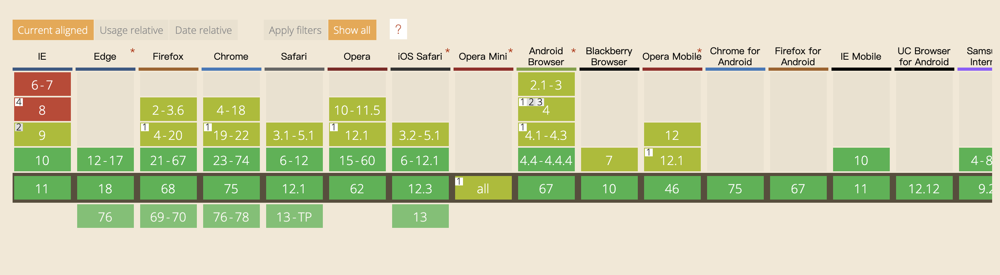 Current aligned Usage relative Date relative Apply filters Show all ?
IE Edge * Firefox Chrome Safari Opera iOS Safari * Opera Mini * Android Browser * Blackberry Browser Opera Mobile * Chrome for Android Firefox for Android IE Mobile UC Browser for Android
6-7 2.1-3
4 8 2-3.6 4-18 10-11.5 1 2 3 4
2 9 1 4-20 1 19-22 3.1-5.1 1 12.1 3.2-5.1 1 4.1-4.3 12
10 12-17 21-67 23-74 6-12 15-60 6-12.1 4.4-4.4.4 7 1 12.1 10 4-8
11 18 68 75 12.1 62 12.3 1 all 67 10 46 75 67 11 12.12 9.2
76 69-70 76-78 13-TP 13